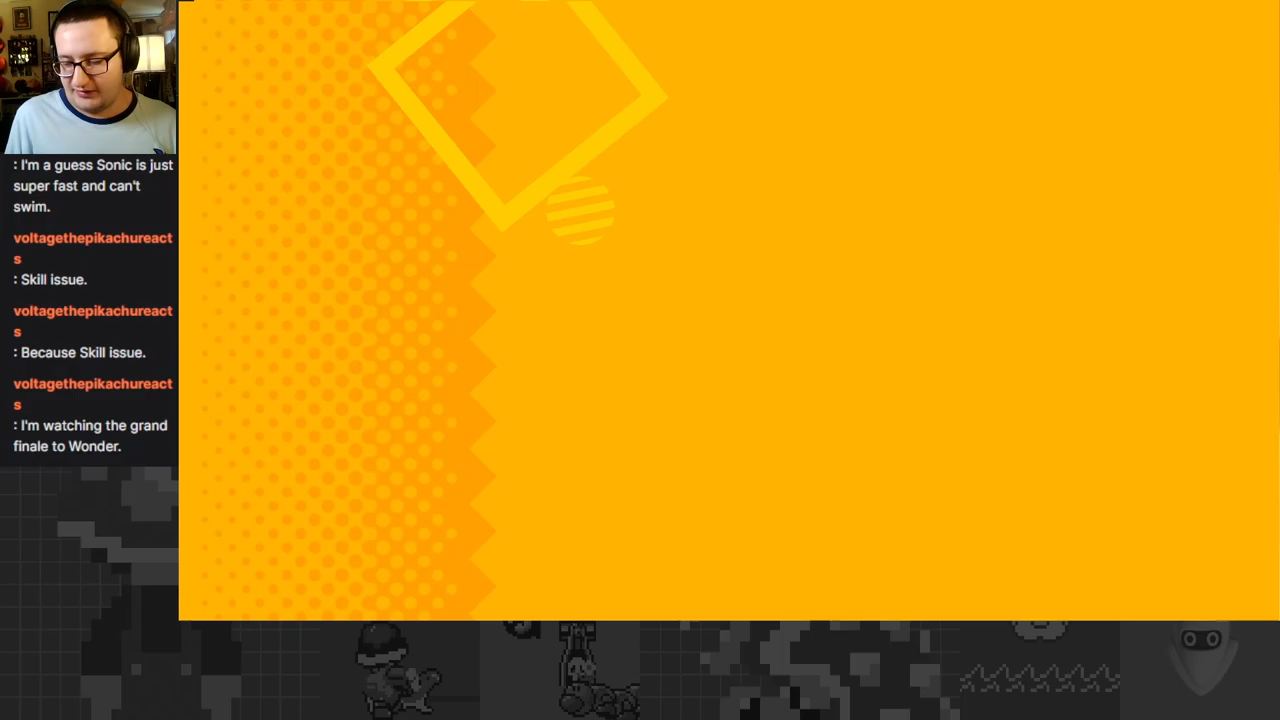 : I'm a guess Sonic is just
super fast and can't
swim.
voltagethepikachureact
s
: Skill issue.
voltagethepikachureact
s
: Because Skill issue.
voltagethepikachureact
s
: I'm watching the grand
finale to Wonder.